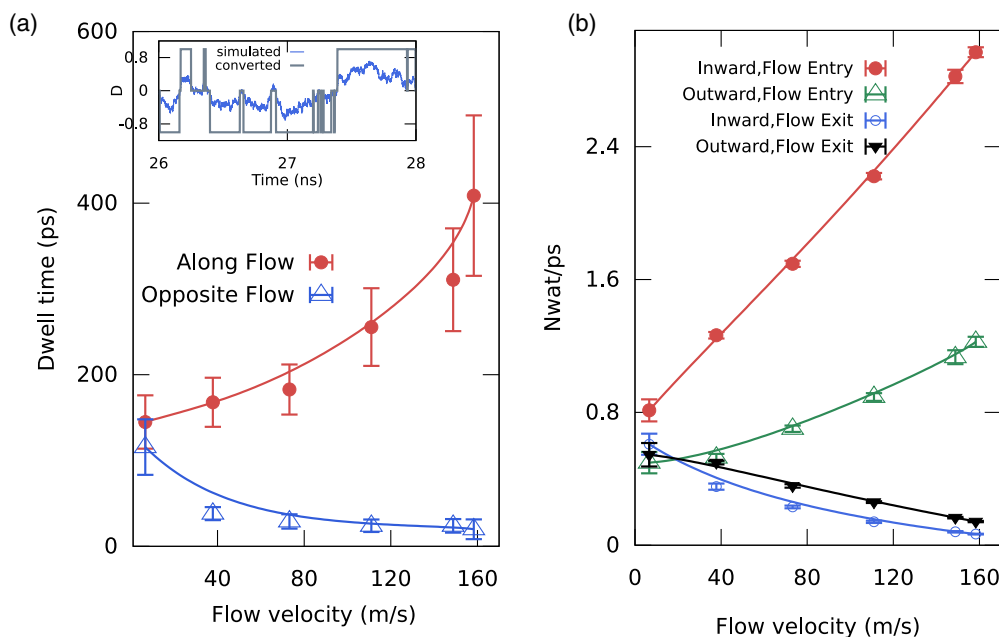 (a)
600
400
200
0
Dwell time (ps)
D
0.8
0
-0.8
simulated
converted
26
27
28
Time (ns)
Along Flow
Opposite Flow
40
80
120
160
Flow velocity (m/s)
(b)
2.4
1.6
0.8
0
Nwat/ps
Inward,Flow Entry
Outward,Flow Entry
Inward,Flow Exit
Outward,Flow Exit
0
40
80
120
160
Flow velocity (m/s)